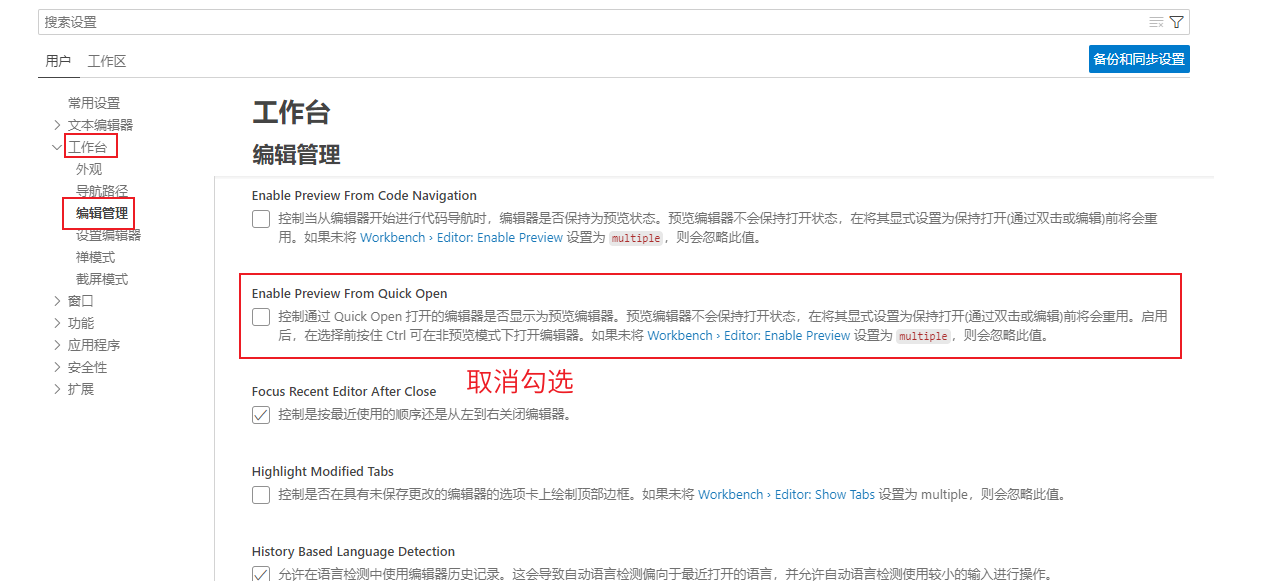 搜索设置
用户 工作区
备份和同步设置
常用设置
文本编辑器
工作台
外观
导航路径
编辑管理
设置编辑器
禅模式
截屏模式
窗口
功能
应用程序
安全性
扩展
工作台
编辑管理
Enable Preview From Code Navigation
控制当从编辑器开始进行代码导航时，编辑器是否保持为预览状态。预览编辑器不会保持打开状态，在将其显式设置为保持打开(通过双击或编辑)前将会重
用。如果未将 Workbench › Editor: Enable Preview 设置为 multiple，则会忽略此值。
Enable Preview From Quick Open
控制通过 Quick Open 打开的编辑器是否显示为预览编辑器。预览编辑器不会保持打开状态，在将其显式设置为保持打开(通过双击或编辑)前将会重用。启用
后，在选择前按住 Ctrl 可在非预览模式下打开编辑器。如果未将 Workbench › Editor: Enable Preview 设置为 multiple，则会忽略此值。
取消勾选
Focus Recent Editor After Close
控制是按最近使用的顺序还是从左到右关闭编辑器。
Highlight Modified Tabs
控制是否在具有未保存更改的编辑器的选项卡上绘制顶部边框。如果未将 Workbench › Editor: Show Tabs 设置为 multiple，则会忽略此值。
History Based Language Detection
允许在语言检测中使用编辑器历史记录。这会导致自动语言检测偏向于最近打开的语言，并允许自动语言检测使用较小的输入进行操作。